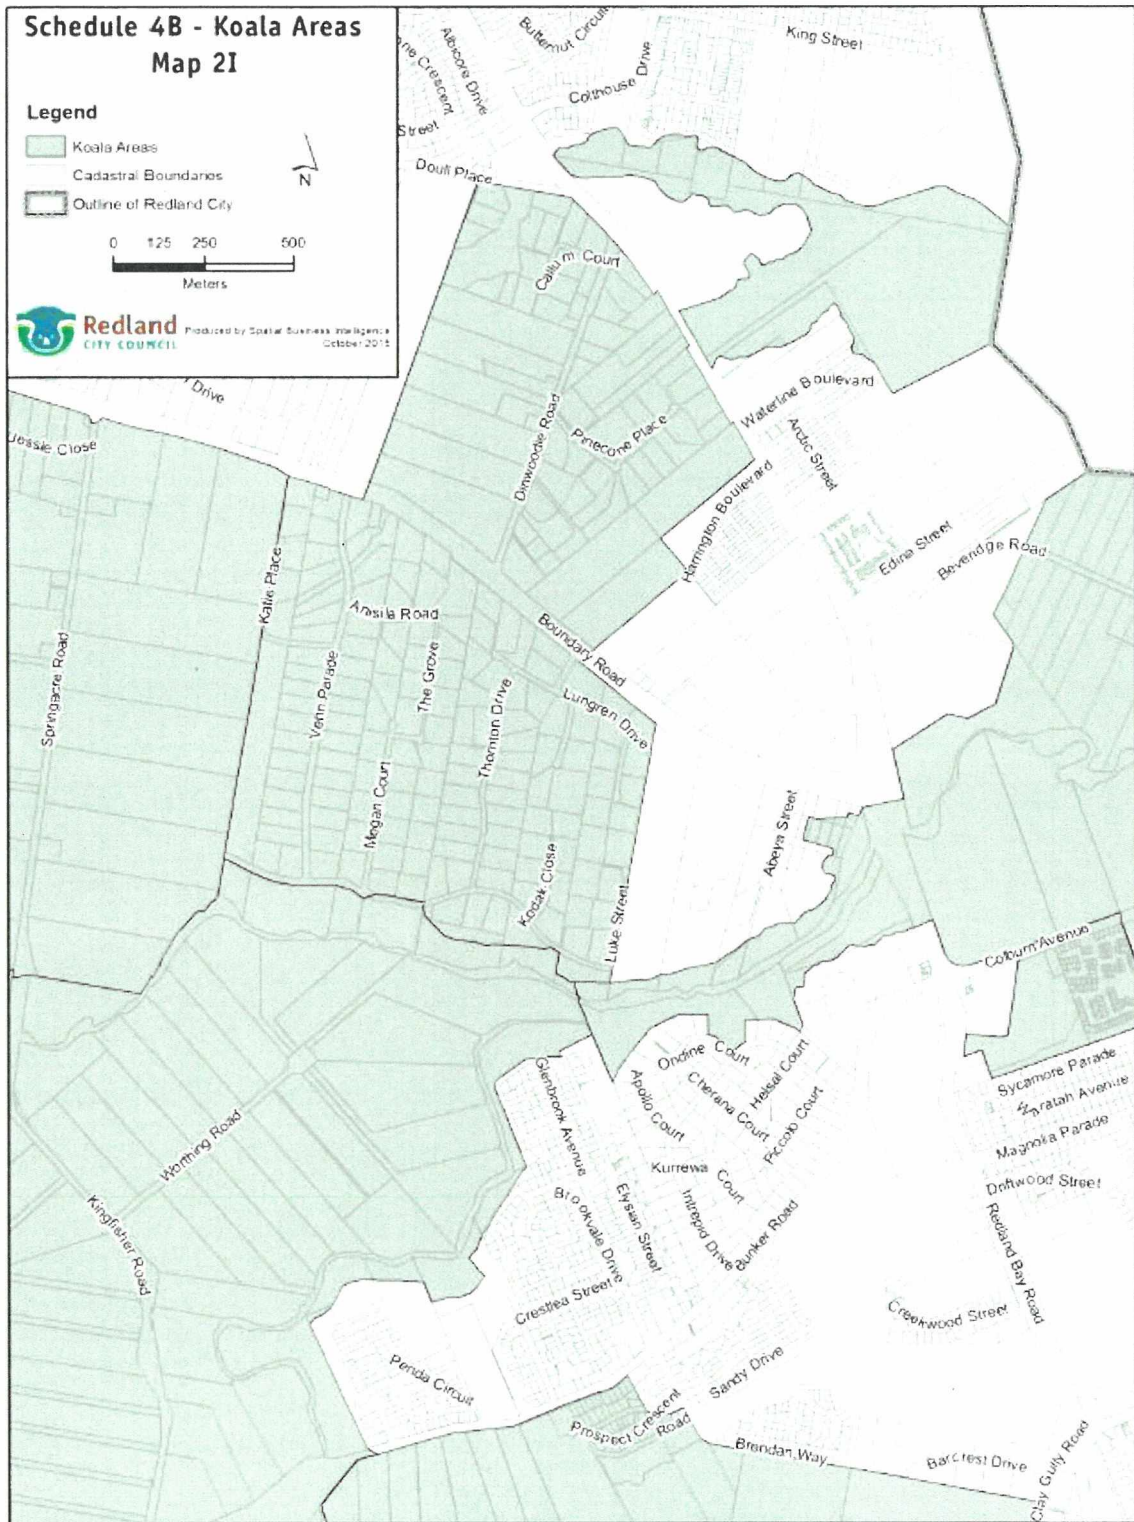 Schedule 4B - Koala Areas
Map 2I
Legend
Koala Areas
Cadastral Boundaries
Outline of Redland City
N
0 125 250 500
Meters
Redland
CITY COUNCIL
Produced by Spatial Business Intelligence
October 2015
Butternut Circuit
King Street
Albicore Drive
Crescent
Colthouse Drive
Street
Doull Place
Callum Court
Drive
Waterline Boulevard
Jessie Close
Dinwoodie Road
Pinecone Place
Arctic Street
Harrington Boulevard
Edina Street
Beveridge Road
Katie Place
Anasila Road
Boundary Road
Springacre Road
Venn Parade
The Grove
Thornton Drive
Lungren Drive
Megan Court
Abeya Street
Kodak Close
Luke Street
Colburn Avenue
Ondine Court
Helsal Court
Cherana Court
Apollo Court
Piccolo Court
Glenbrook Avenue
Sycamore Parade
Magnolia Parade
Driftwood Street
Worthing Road
Kurrewa Court
Kingfisher Road
Brookvale Drive
Elysian Street
Intrepid Drive
Bunker Road
Redland Bay Road
Crestlea Street
Creekwood Street
Penda Circuit
Sandy Drive
Prospect Crescent
Road
Brendan Way
Barcrest Drive
Clay Gully Road